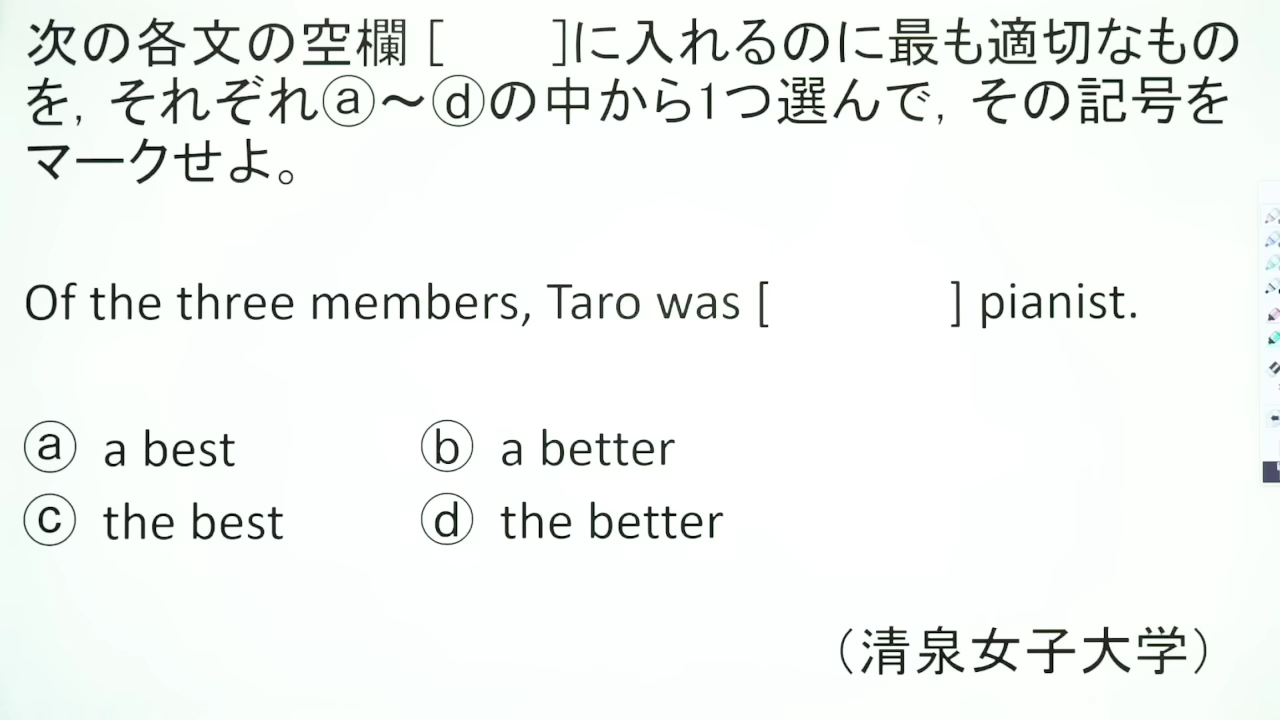 次の各文の空欄[　　]に入れるのに最も適切なもの
を，それぞれⓐ～ⓓの中から1つ選んで，その記号を
マークせよ。
Of the three members, Taro was [　　　　] pianist.
ⓐ a best　　ⓑ a better
ⓒ the best　　ⓓ the better
（清泉女子大学）